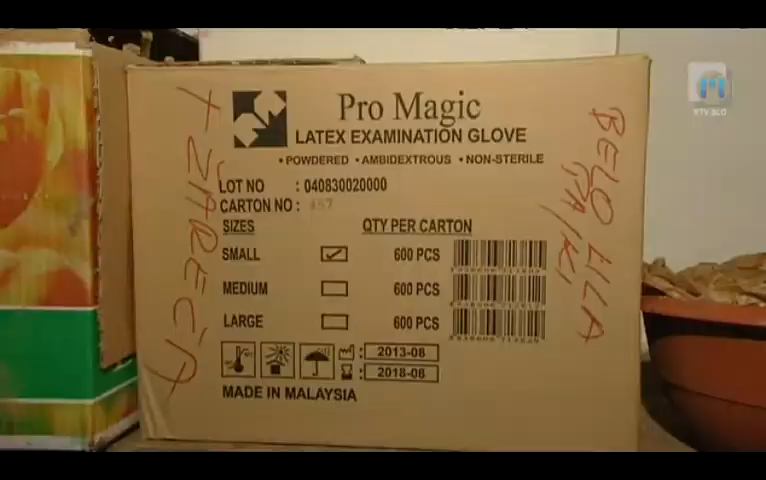 Pro Magic
LATEX EXAMINATION GLOVE
• POWDERED • AMBIDEXTROUS • NON-STERILE
LOT NO : 040830020000
CARTON NO :
SIZES QTY PER CARTON
SMALL 600 PCS
MEDIUM 600 PCS
LARGE 600 PCS
: 2013-08
: 2018-08
MADE IN MALAYSIA
BELO LILA